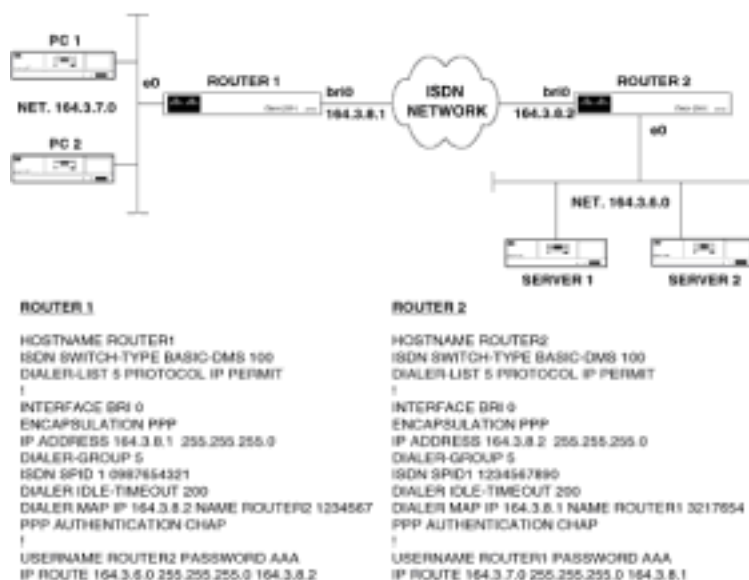 PC 1
e0
ROUTER 1
bri0
164.3.8.1
ISDN
NETWORK
bri0
164.3.8.2
ROUTER 2
e0
NET. 164.3.7.0
PC 2
NET. 164.3.6.0
SERVER 1
SERVER 2
ROUTER 1
HOSTNAME ROUTER1
ISDN SWITCH-TYPE BASIC-DMS 100
DIALER-LIST 5 PROTOCOL IP PERMIT
!
INTERFACE BRI 0
ENCAPSULATION PPP
IP ADDRESS 164.3.8.1 255.255.255.0
DIALER-GROUP 5
ISDN SPID 1 0987654321
DIALER IDLE-TIMEOUT 200
DIALER MAP IP 164.3.8.2 NAME ROUTER2 1234567
PPP AUTHENTICATION CHAP
!
USERNAME ROUTER2 PASSWORD AAA
IP ROUTE 164.3.6.0 255.255.255.0 164.3.8.2
ROUTER 2
HOSTNAME ROUTER2
ISDN SWITCH-TYPE BASIC-DMS 100
DIALER-LIST 5 PROTOCOL IP PERMIT
!
INTERFACE BRI 0
ENCAPSULATION PPP
IP ADDRESS 164.3.8.2 255.255.255.0
DIALER-GROUP 5
ISDN SPID1 1234567890
DIALER IDLE-TIMEOUT 200
DIALER MAP IP 164.3.8.1 NAME ROUTER1 3217654
PPP AUTHENTICATION CHAP
!
USERNAME ROUTER1 PASSWORD AAA
IP ROUTE 164.3.7.0 255.255.255.0 164.3.8.1